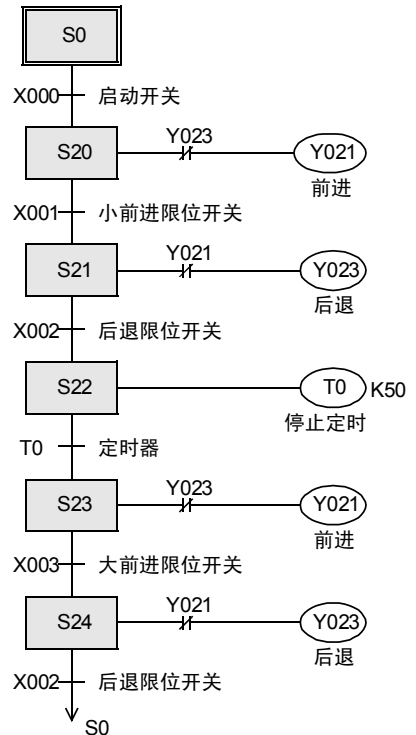 S0
X000 启动开关
Y023
S20 Y021
前进
X001 小前进限位开关
Y021
S21 Y023
后退
X002 后退限位开关
S22 T0 K50
停止定时
T0 定时器
Y023
S23 Y021
前进
X003 大前进限位开关
Y021
S24 Y023
后退
X002 后退限位开关
S0